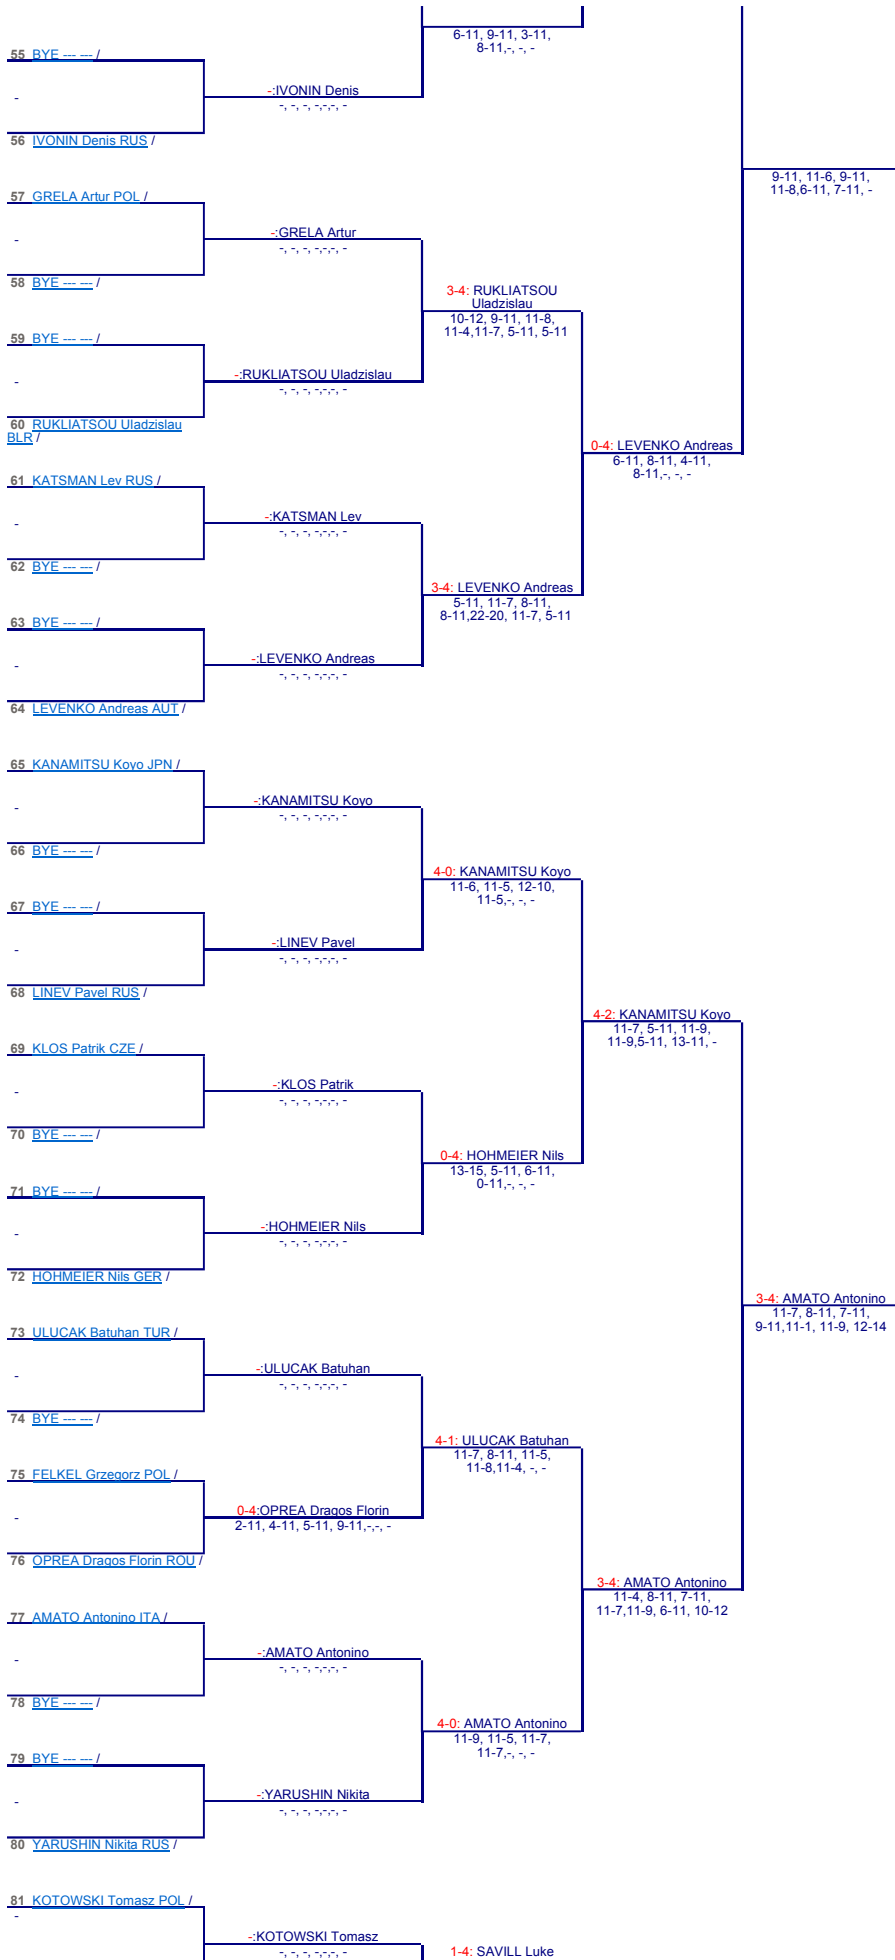 6-11, 9-11, 3-11,
8-11,-, -, -
55 BYE --- --- /
-:IVONIN Denis
-
-, -, -, -,-,-, -
56 IVONIN Denis RUS /
9-11, 11-6, 9-11,
11-8,6-11, 7-11, -
57 GRELA Artur POL /
-:GRELA Artur
-
-, -, -, -,-,-, -
58 BYE --- --- /
3-4: RUKLIATSOU
Uladzislau
10-12, 9-11, 11-8,
11-4,11-7, 5-11, 5-11
59 BYE --- --- /
-:RUKLIATSOU Uladzislau
-
-, -, -, -,-,-, -
60 RUKLIATSOU Uladzislau
BLR /
0-4: LEVENKO Andreas
6-11, 8-11, 4-11,
8-11,-, -, -
61 KATSMAN Lev RUS /
-:KATSMAN Lev
-
-, -, -, -,-,-, -
62 BYE --- --- /
3-4: LEVENKO Andreas
5-11, 11-7, 8-11,
8-11,22-20, 11-7, 5-11
63 BYE --- --- /
-:LEVENKO Andreas
-
-, -, -, -,-,-, -
64 LEVENKO Andreas AUT /
65 KANAMITSU Koyo JPN /
-:KANAMITSU Koyo
-
-, -, -, -,-,-, -
66 BYE --- --- /
4-0: KANAMITSU Koyo
11-6, 11-5, 12-10,
11-5,-, -, -
67 BYE --- --- /
-:LINEV Pavel
-
-, -, -, -,-,-, -
68 LINEV Pavel RUS /
4-2: KANAMITSU Koyo
11-7, 5-11, 11-9,
11-9,5-11, 13-11, -
69 KLOS Patrik CZE /
-:KLOS Patrik
-
-, -, -, -,-,-, -
70 BYE --- --- /
0-4: HOHMEIER Nils
13-15, 5-11, 6-11,
0-11,-, -, -
71 BYE --- --- /
-:HOHMEIER Nils
-
-, -, -, -,-,-, -
72 HOHMEIER Nils GER /
3-4: AMATO Antonino
11-7, 8-11, 7-11,
9-11,11-1, 11-9, 12-14
73 ULUCAK Batuhan TUR /
-:ULUCAK Batuhan
-
-, -, -, -,-,-, -
74 BYE --- --- /
4-1: ULUCAK Batuhan
11-7, 8-11, 11-5,
11-8,11-4, -, -
75 FELKEL Grzegorz POL /
0-4:OPREA Dragos Florin
-
2-11, 4-11, 5-11, 9-11,-,-, -
76 OPREA Dragos Florin ROU /
3-4: AMATO Antonino
11-4, 8-11, 7-11,
11-7,11-9, 6-11, 10-12
77 AMATO Antonino ITA /
-:AMATO Antonino
-
-, -, -, -,-,-, -
78 BYE --- --- /
4-0: AMATO Antonino
11-9, 11-5, 11-7,
11-7,-, -, -
79 BYE --- --- /
-:YARUSHIN Nikita
-
-, -, -, -,-,-, -
80 YARUSHIN Nikita RUS /
81 KOTOWSKI Tomasz POL /
-
-:KOTOWSKI Tomasz
-, -, -, -,-,-, -
1-4: SAVILL Luke